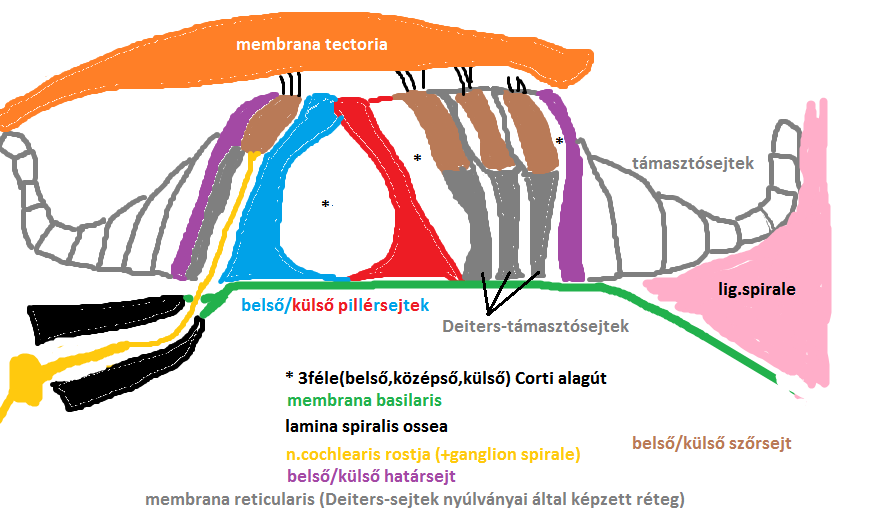 membrana tectoria
*
*
*
támasztósejtek
lig.spirale
belső/külső pillérsejtek
Deiters-támasztósejtek
* 3féle(belső,középső,külső) Corti alagút
membrana basilaris
lamina spiralis ossea
n.cochlearis rostja (+ganglion spirale)
belső/külső szőrsejt
belső/külső határsejt
membrana reticularis (Deiters-sejtek nyúlványai által képzett réteg)